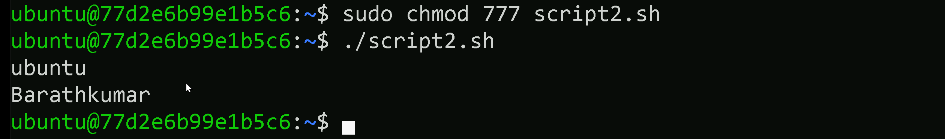 ubuntu@77d2e6b99e1b5c6:~$ sudo chmod 777 script2.sh
ubuntu@77d2e6b99e1b5c6:~$ ./script2.sh
ubuntu
Barathkumar
ubuntu@77d2e6b99e1b5c6:~$